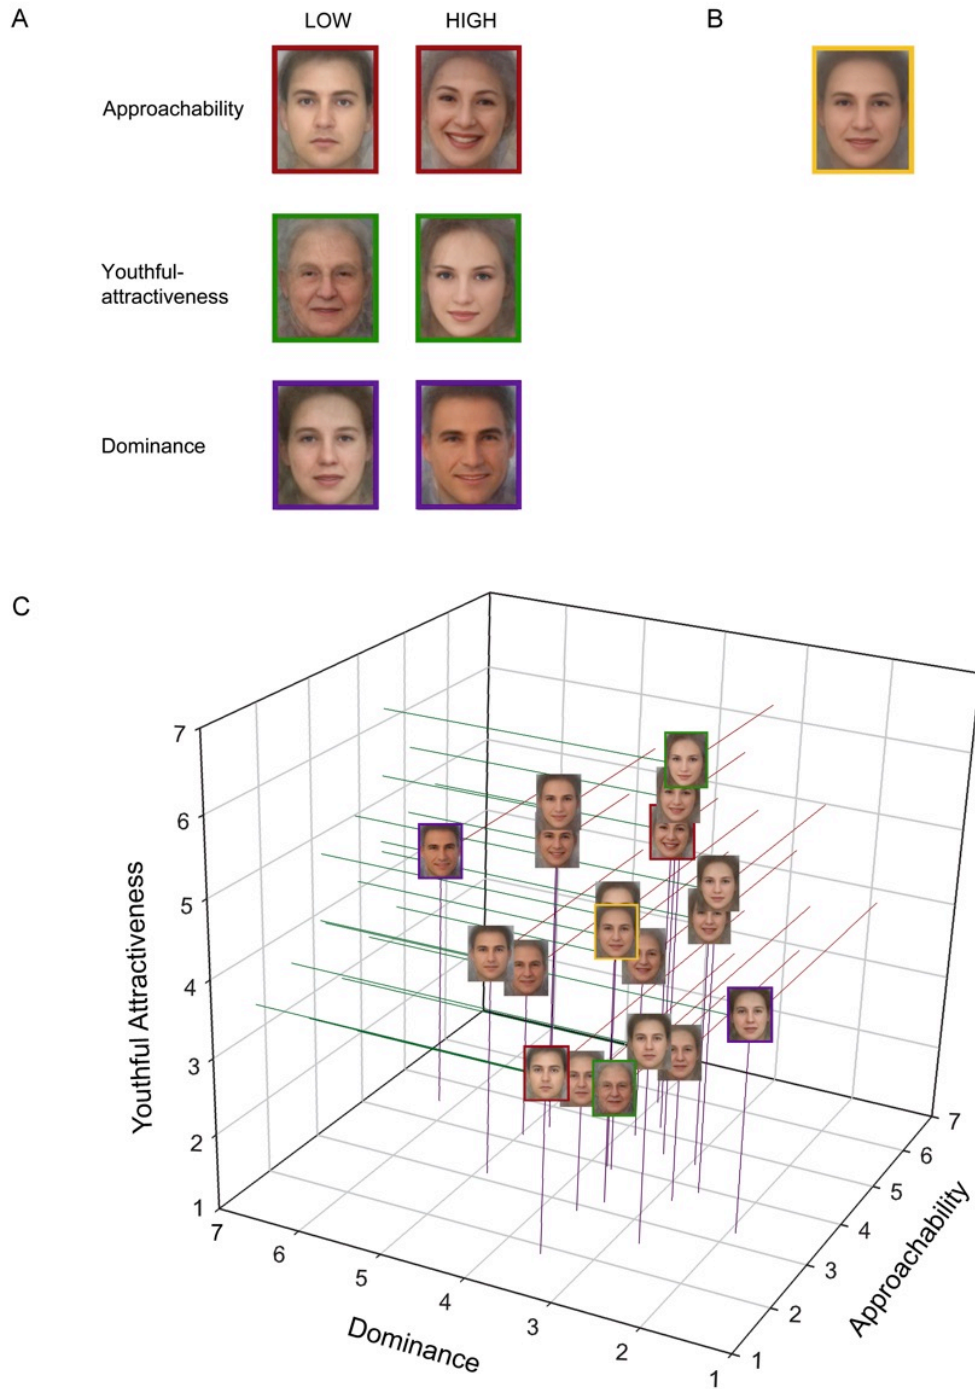 A
LOW
HIGH
B
Approachability
Youthful-
attractiveness
Dominance
C
7
6
5
4
3
2
1
Youthful Attractiveness
7
6
5
4
3
2
1
Dominance
1
2
3
4
5
6
7
Approachability